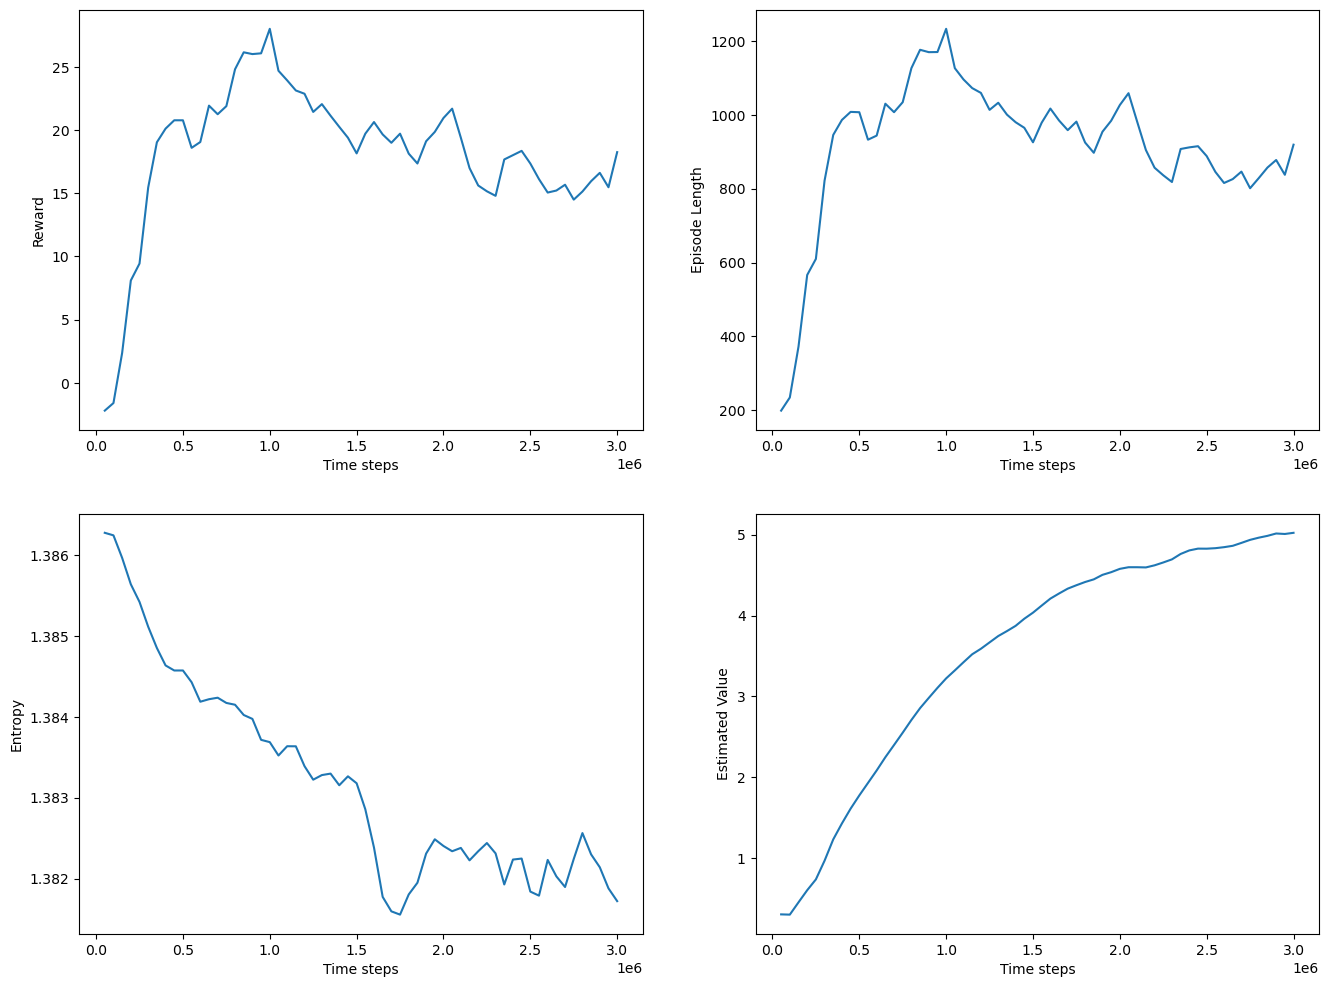 25
20
15
10
5
0
Reward
0.0 0.5 1.0 1.5 2.0 2.5 3.0
Time steps
1e6
1200
1000
800
600
400
200
Episode Length
0.0 0.5 1.0 1.5 2.0 2.5 3.0
Time steps
1e6
1.386
1.385
1.384
1.383
1.382
Entropy
0.0 0.5 1.0 1.5 2.0 2.5 3.0
Time steps
1e6
5
4
3
2
1
Estimated Value
0.0 0.5 1.0 1.5 2.0 2.5 3.0
Time steps
1e6